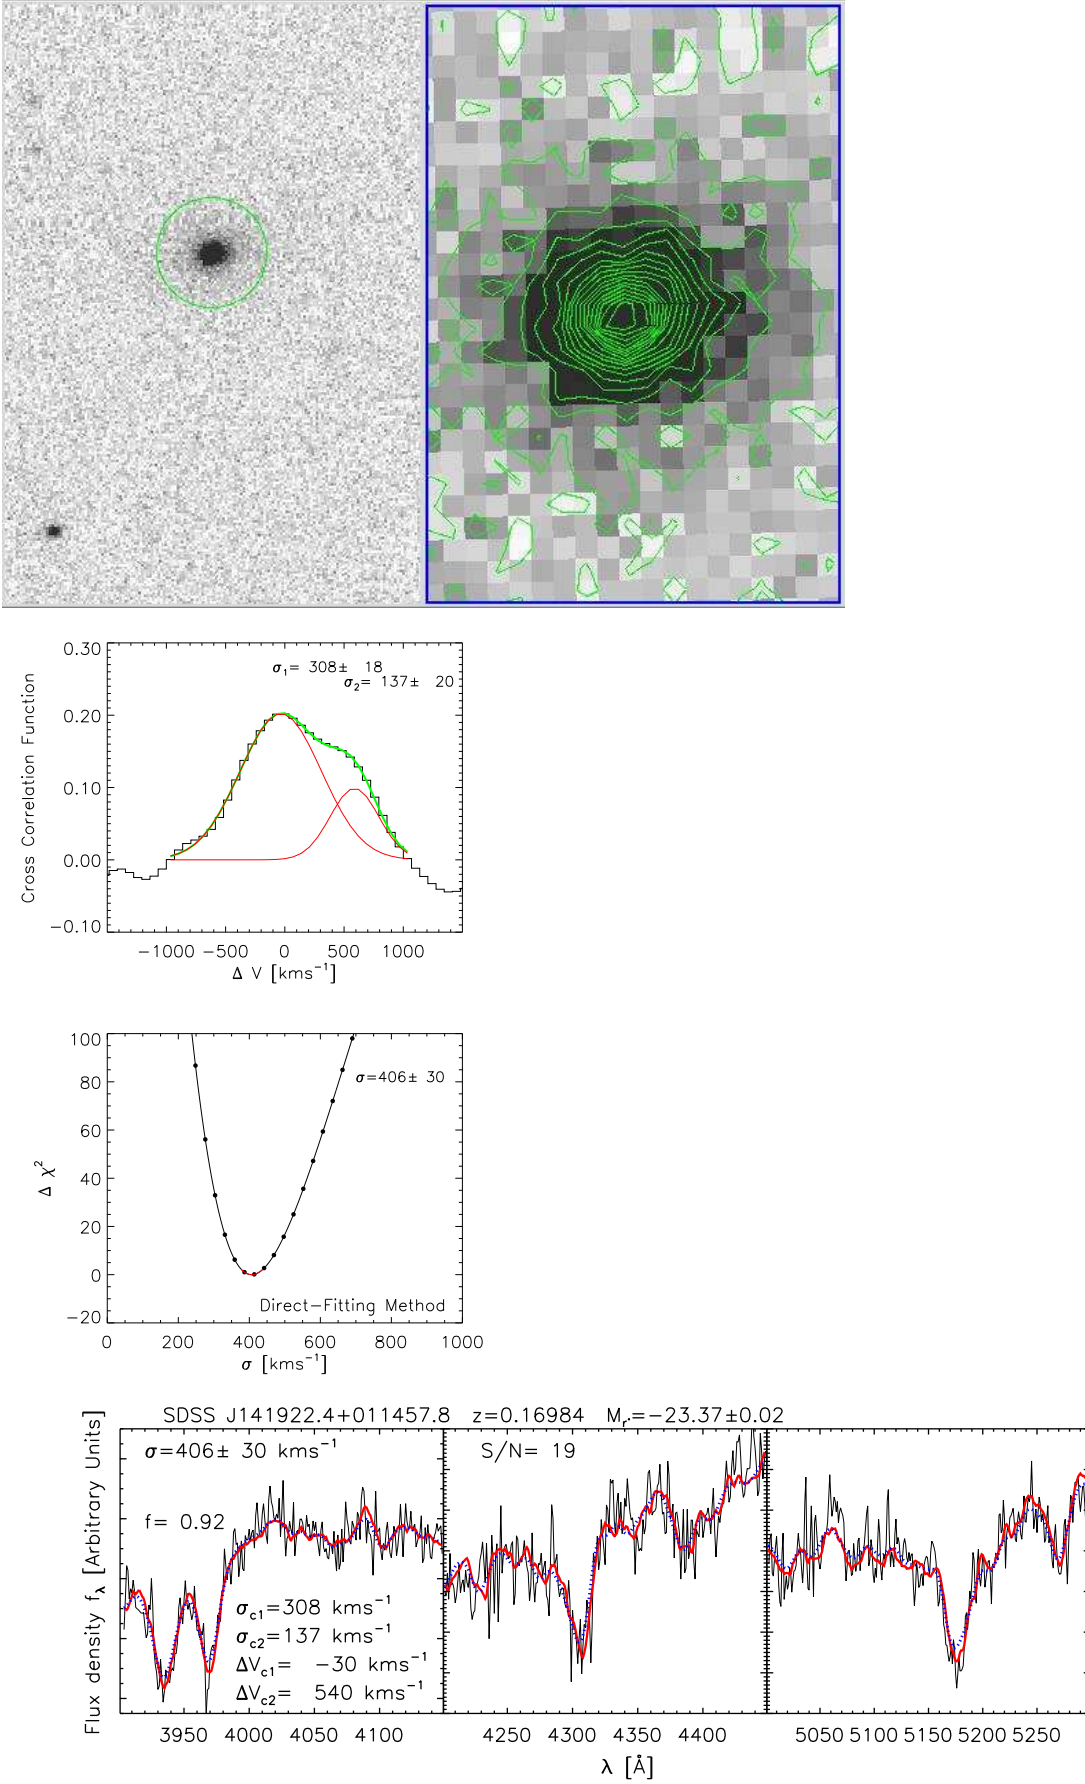 0.30
σ₁= 308± 18
σ₂= 137± 20
0.20
0.10
0.00
−0.10
Cross Correlation Function
−1000 −500 0 500 1000
Δ V [kms⁻¹]
100
σ=406± 30
80
60
40
20
0
−20
Δ χ²
Direct−Fitting Method
0 200 400 600 800 1000
σ [kms⁻¹]
SDSS J141922.4+011457.8 z=0.16984 Mᵣ=−23.37±0.02
σ=406± 30 kms⁻¹
S/N= 19
f= 0.92
σc1=308 kms⁻¹
σc2=137 kms⁻¹
ΔVc1= −30 kms⁻¹
ΔVc2= 540 kms⁻¹
Flux density fλ [Arbitrary Units]
3950 4000 4050 4100 4250 4300 4350 4400 5050 5100 5150 5200 5250
λ [Å]